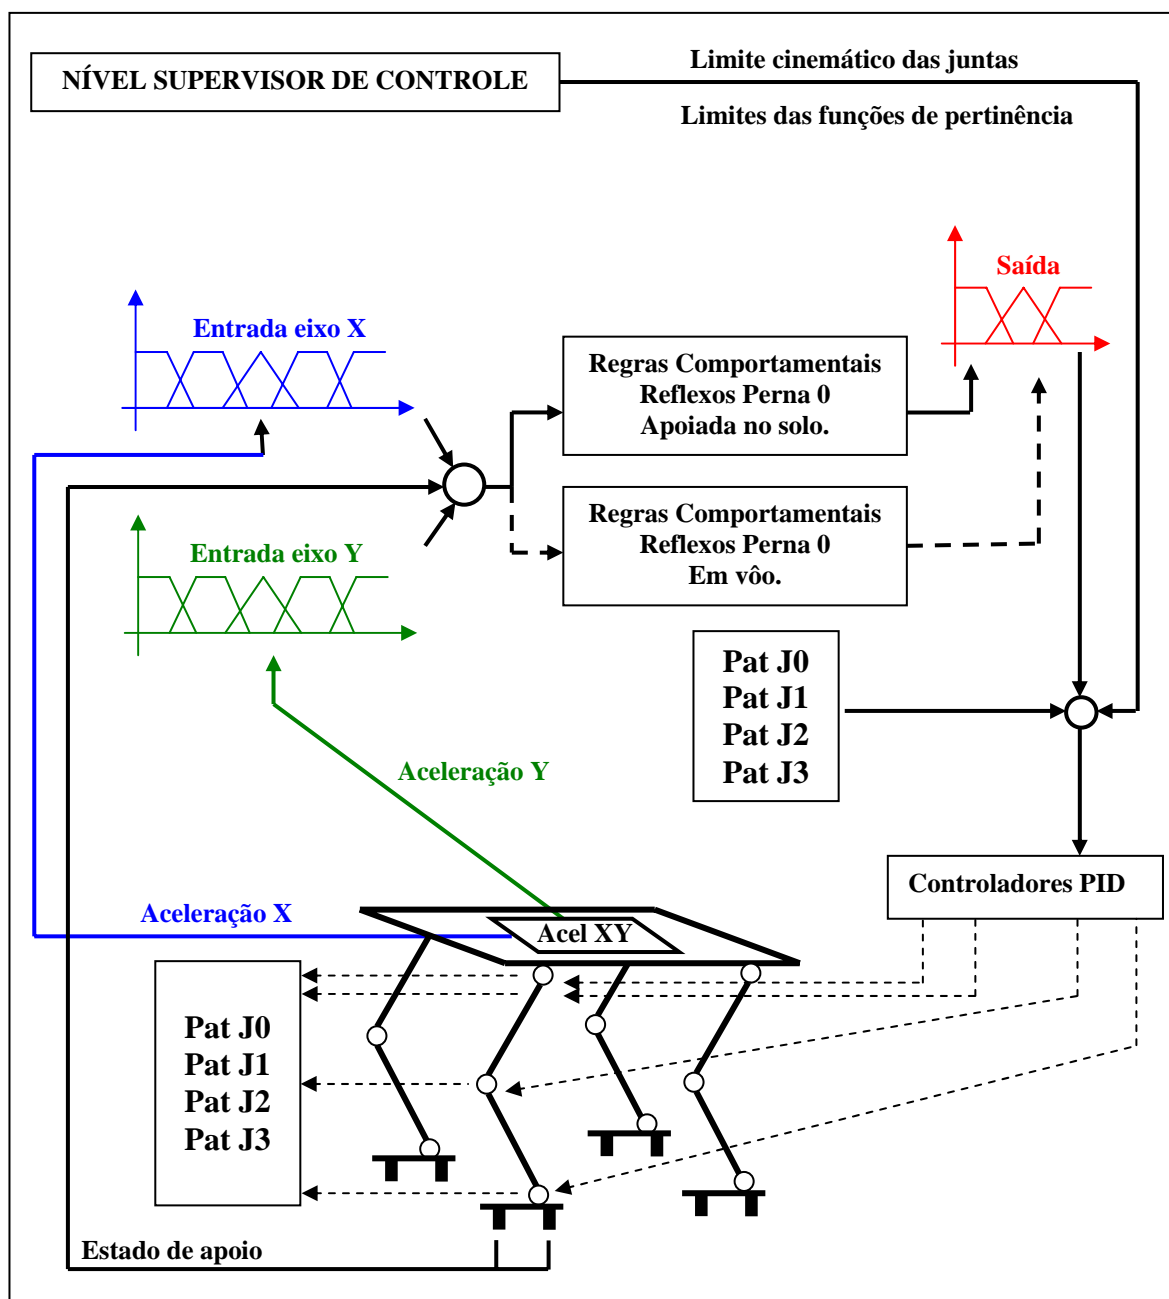 NÍVEL SUPERVISOR DE CONTROLE
Limite cinemático das juntas
Limites das funções de pertinência
Saída
Entrada eixo X
Regras Comportamentais
Reflexos Perna 0
Apoiada no solo.
Regras Comportamentais
Reflexos Perna 0
Em vôo.
Entrada eixo Y
Pat J0
Pat J1
Pat J2
Pat J3
Aceleração Y
Controladores PID
Aceleração X
Acel XY
Pat J0
Pat J1
Pat J2
Pat J3
Estado de apoio